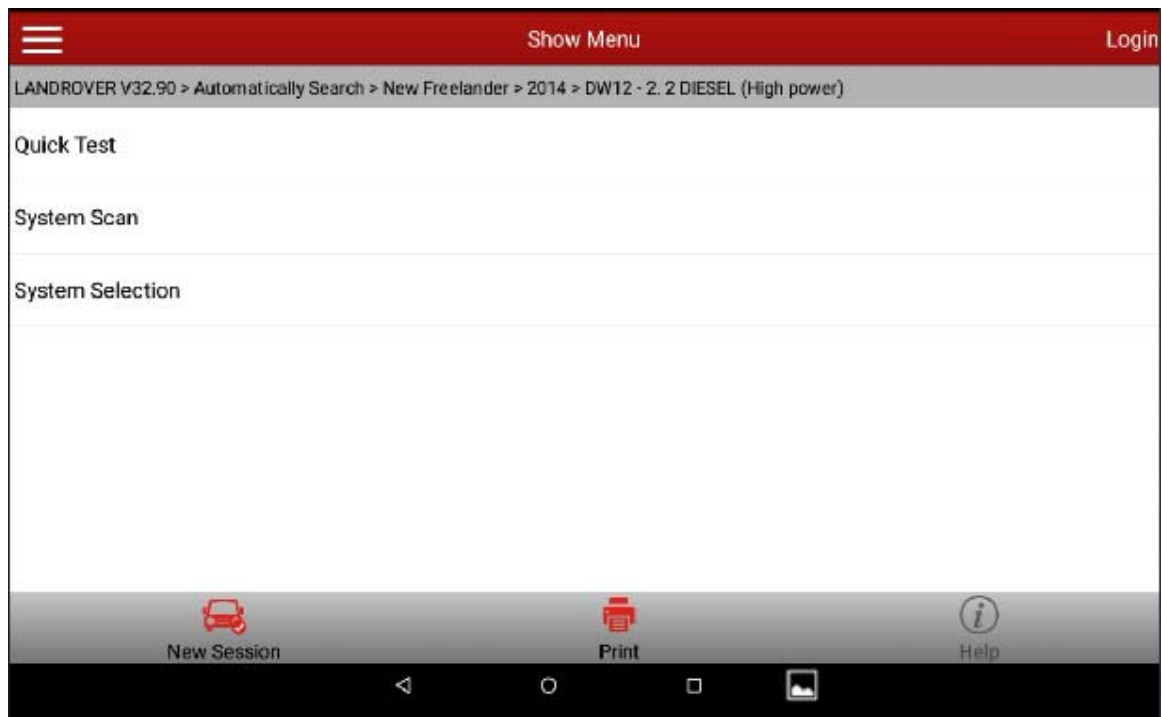 Show Menu
Login
LANDROVER V32.90 > Automatically Search > New Freelander > 2014 > DW12 - 2. 2 DIESEL (High power)
Quick Test
System Scan
System Selection
New Session
Print
Help